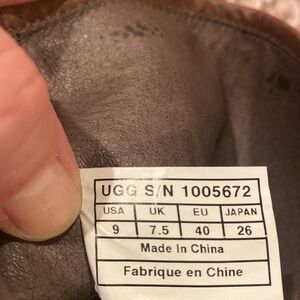 UGG S/N 1005672
USA UK EU JAPAN
9 7.5 40 26
Made In China
Fabrique en Chine